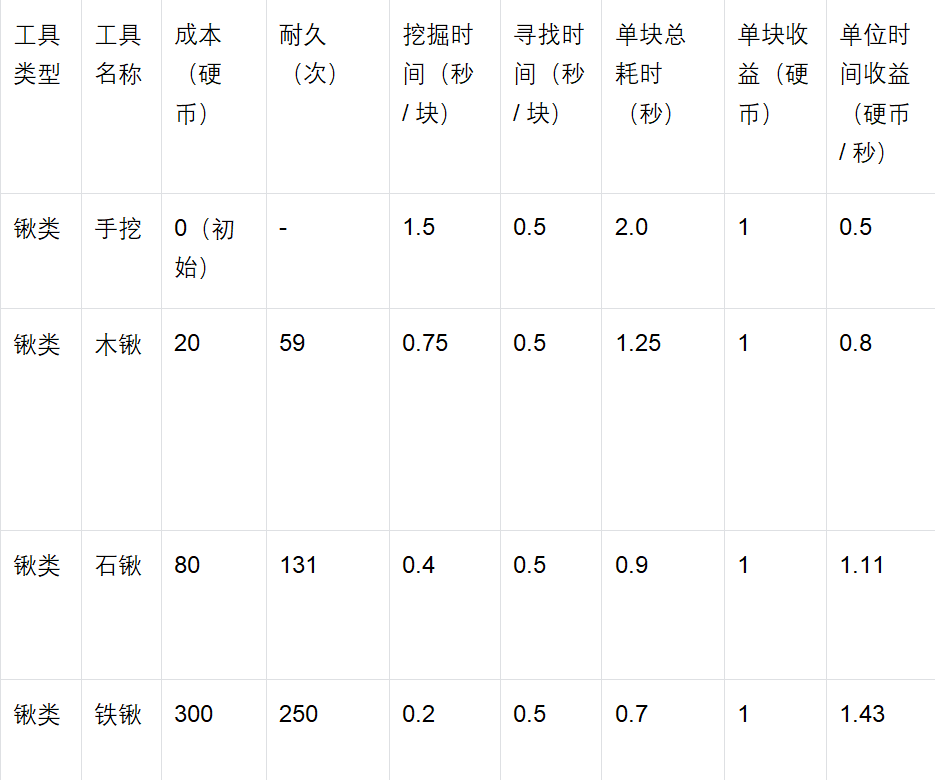 工具 工具 成本 耐久 挖掘时 寻找时 单块总 单块收 单位时
类型 名称 （硬 （次） 间（秒 间（秒 耗时 益（硬 间收益
币） / 块） / 块） （秒） 币） （硬币
/ 秒）
锹类 手挖 0（初 - 1.5 0.5 2.0 1 0.5
始）
锹类 木锹 20 59 0.75 0.5 1.25 1 0.8
锹类 石锹 80 131 0.4 0.5 0.9 1 1.11
锹类 铁锹 300 250 0.2 0.5 0.7 1 1.43